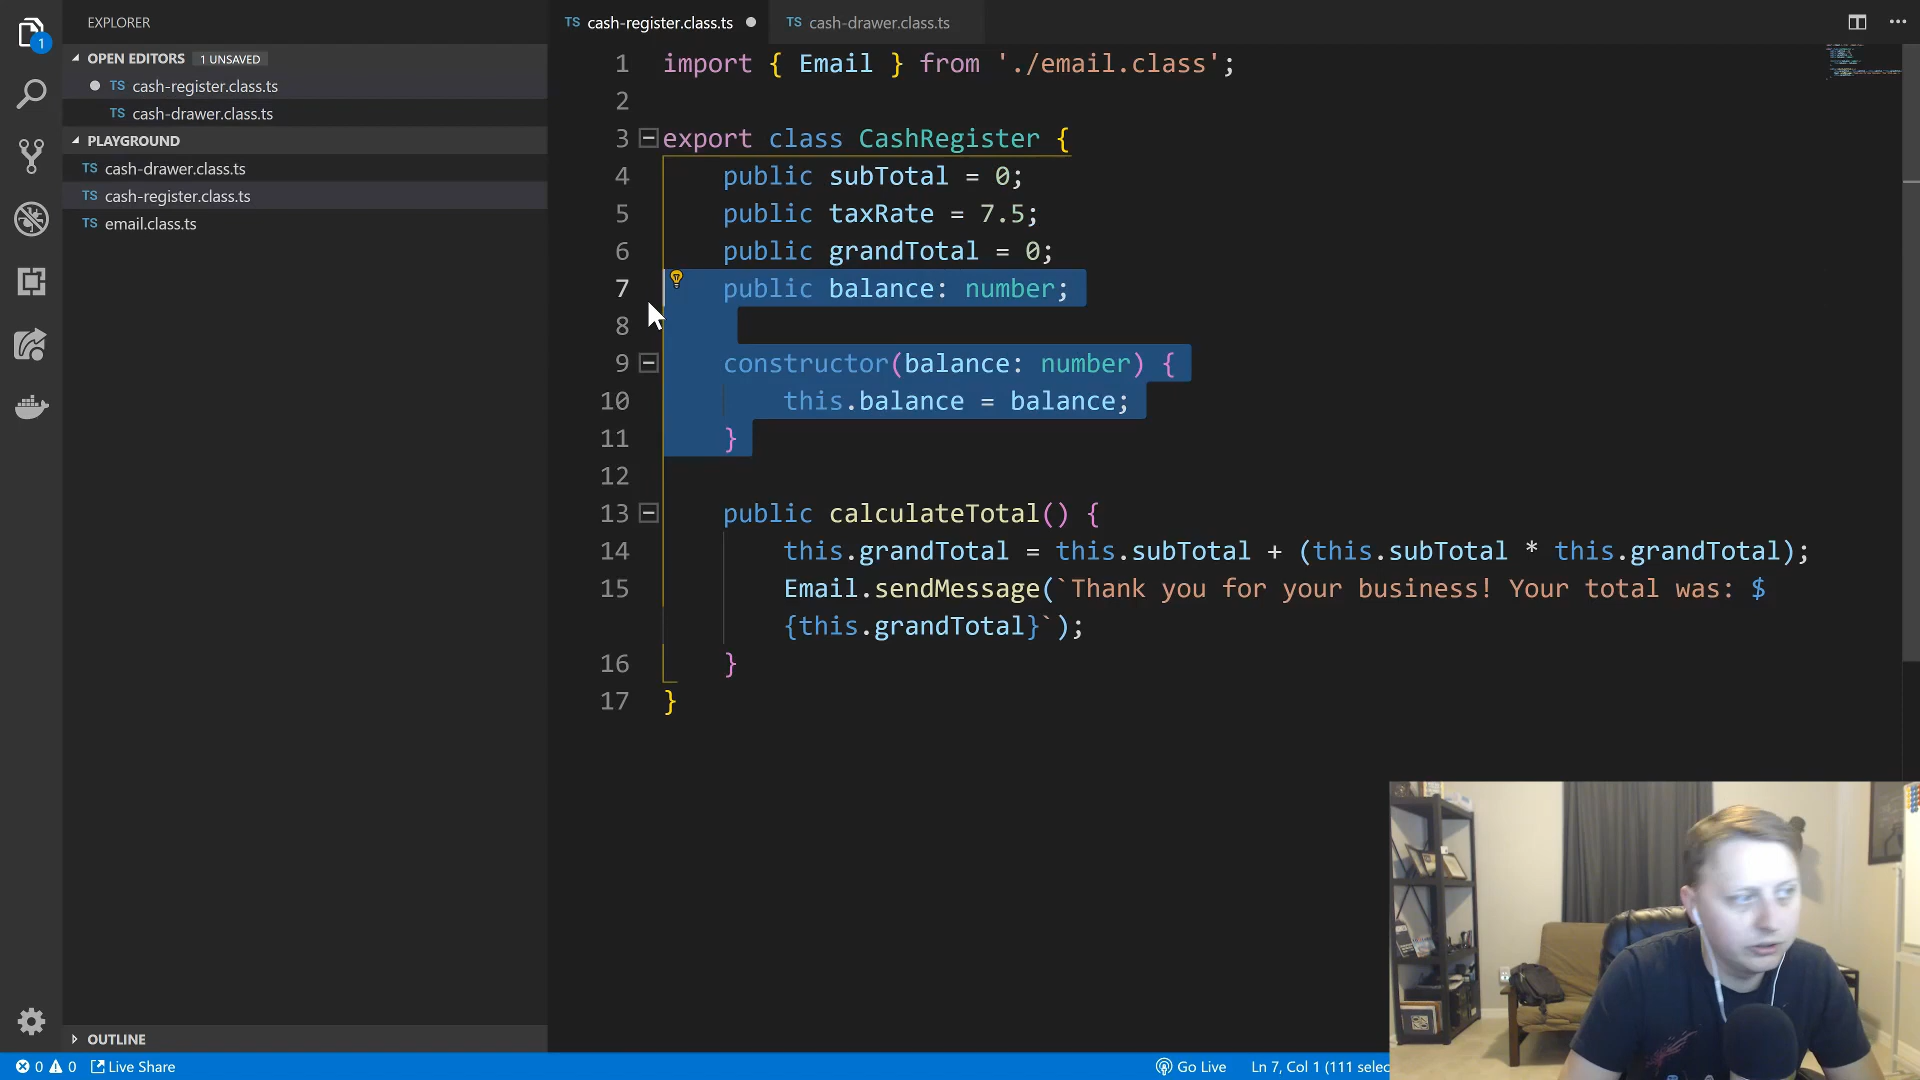 EXPLORER
OPEN EDITORS 1 UNSAVED
TS cash-register.class.ts
TS cash-drawer.class.ts
PLAYGROUND
TS cash-drawer.class.ts
TS cash-register.class.ts
TS email.class.ts
OUTLINE
1
TS cash-register.class.ts
TS cash-drawer.class.ts
1 import { Email } from './email.class';
2
3 export class CashRegister {
4 public subTotal = 0;
5 public taxRate = 7.5;
6 public grandTotal = 0;
7 public balance: number;
8
9 constructor(balance: number) {
10 this.balance = balance;
11 }
12
13 public calculateTotal() {
14 this.grandTotal = this.subTotal + (this.subTotal * this.grandTotal);
15 Email.sendMessage(`Thank you for your business! Your total was: $
{this.grandTotal}`);
16 }
17 }
0 0 Live Share
Go Live Ln 7, Col 1 (111 selec